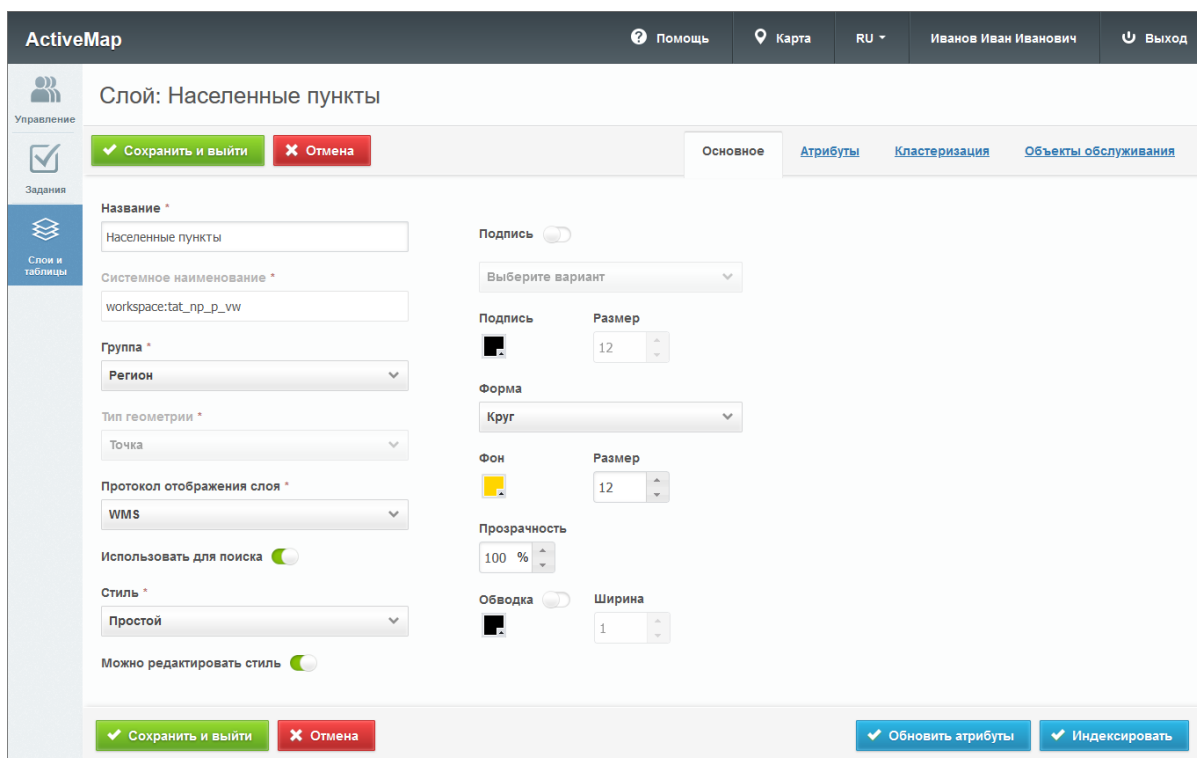 ActiveMap
Помощь
Карта
RU
Иванов Иван Иванович
Выход
Управление
Задания
Слои и
таблицы
Слой: Населенные пункты
Сохранить и выйти
Отмена
Основное
Атрибуты
Кластеризация
Объекты обслуживания
Название *
Населенные пункты
Системное наименование *
workspace:tat_np_p_vw
Группа *
Регион
Тип геометрии *
Точка
Протокол отображения слоя *
WMS
Использовать для поиска
Стиль *
Простой
Можно редактировать стиль
Подпись
Выберите вариант
Подпись
Размер
12
Форма
Круг
Фон
Размер
12
Прозрачность
100 %
Обводка
Ширина
1
Сохранить и выйти
Отмена
Обновить атрибуты
Индексировать